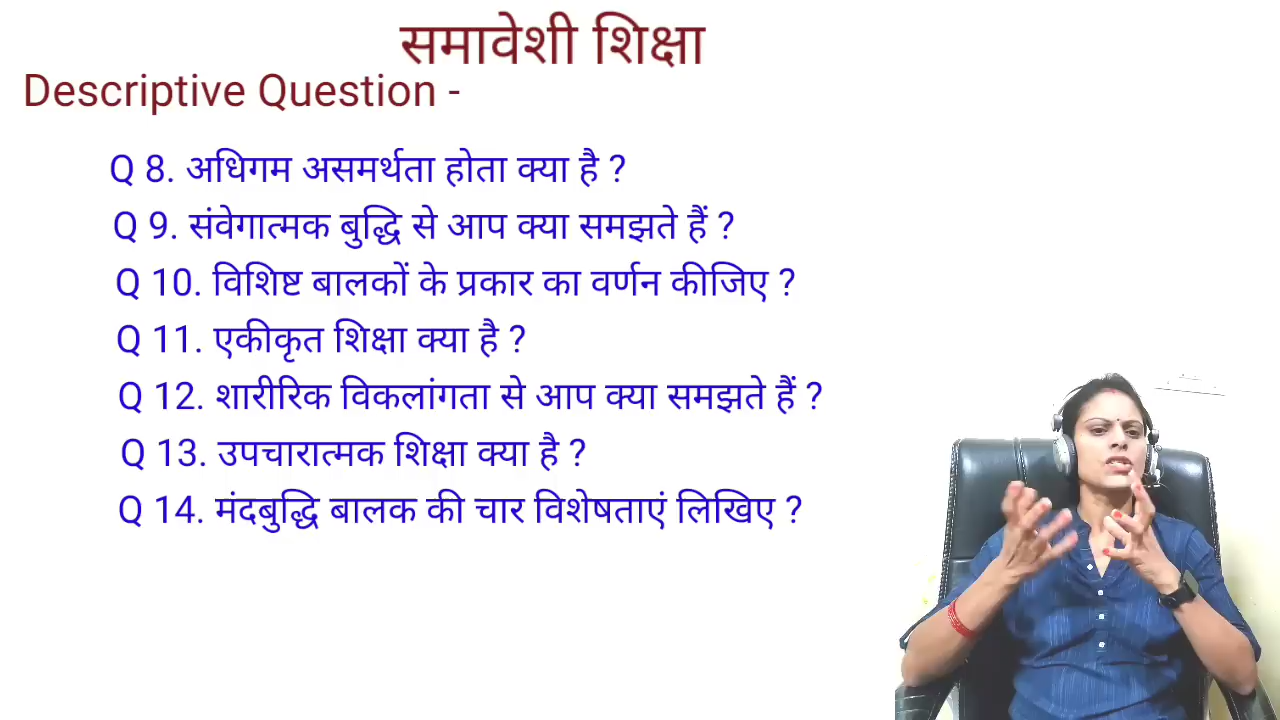 समावेशी शिक्षा
Descriptive Question -
Q 8. अधिगम असमर्थता होता क्या है ?
Q 9. संवेगात्मक बुद्धि से आप क्या समझते हैं ?
Q 10. विशिष्ट बालकों के प्रकार का वर्णन कीजिए ?
Q 11. एकीकृत शिक्षा क्या है ?
Q 12. शारीरिक विकलांगता से आप क्या समझते हैं ?
Q 13. उपचारात्मक शिक्षा क्या है ?
Q 14. मंदबुद्धि बालक की चार विशेषताएं लिखिए ?